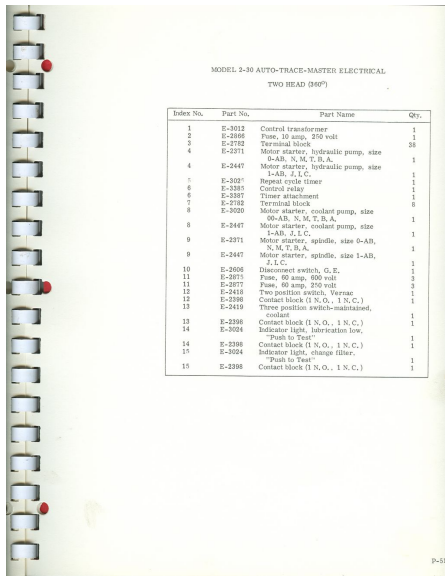 MODEL 2-30 AUTO-TRACE-MASTER ELECTRICAL
TWO HEAD (360°)
Index No. Part No. Part Name Qty.
1 E-3012 Control transformer 1
2 E-2866 Fuse, 10 amp, 250 volt 1
3 E-2782 Terminal block 38
4 E-2371 Motor starter, hydraulic pump, size
0-AB, N.M.T.B.A. 1
4 E-2447 Motor starter, hydraulic pump, size
1-AB, J.I.C. 1
5 E-3025 Repeat cycle timer 1
6 E-3285 Control relay 1
6 E-3287 Timer attachment 1
7 E-2782 Terminal block 8
8 E-3020 Motor starter, coolant pump, size
00-AB, N.M.T.B.A. 1
8 E-2447 Motor starter, coolant pump, size
1-AB, J.I.C. 1
9 E-2371 Motor starter, spindle, size 0-AB,
N.M.T.B.A. 1
9 E-2447 Motor starter, spindle, size 1-AB,
J.I.C. 1
10 E-2606 Disconnect switch, G.E. 1
11 E-2875 Fuse, 60 amp, 600 volt 3
11 E-2877 Fuse, 60 amp, 250 volt 3
12 E-2418 Two position switch, Vernac 1
12 E-2398 Contact block (1 N.O., 1 N.C.) 1
13 E-2419 Three position switch-maintained,
coolant 1
13 E-2398 Contact block (1 N.O., 1 N.C.) 1
14 E-3024 Indicator light, lubrication low,
"Push to Test" 1
14 E-2398 Contact block (1 N.O., 1 N.C.) 1
15 E-3024 Indicator light, change filter,
"Push to Test" 1
15 E-2398 Contact block (1 N.O., 1 N.C.) 1